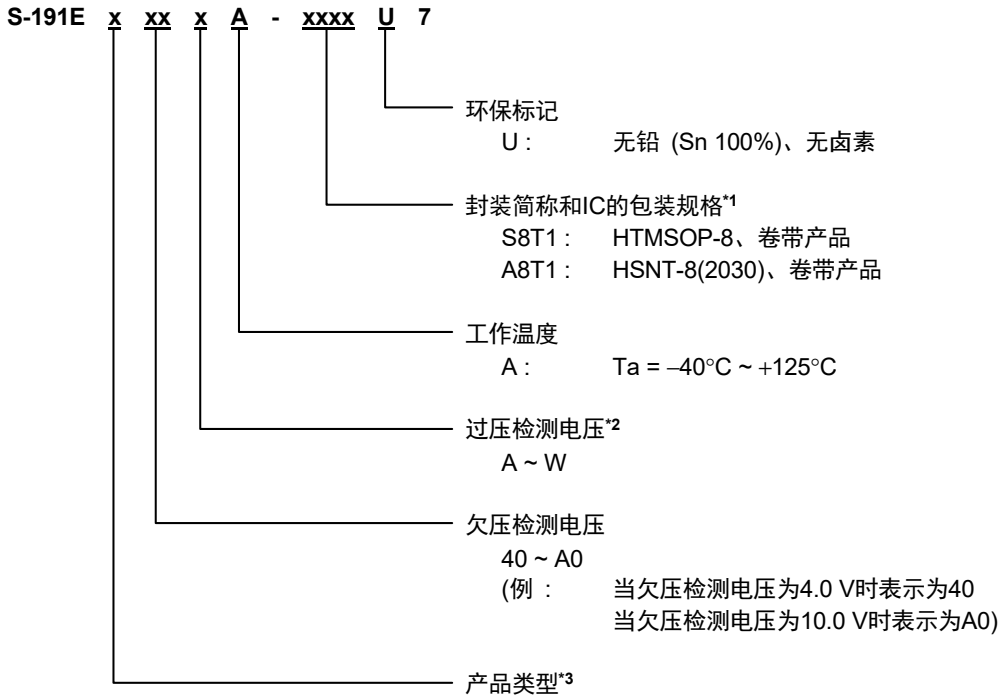 S-191E x xx x A - xxxx U 7
环保标记
U : 无铅 (Sn 100%)、无卤素
封装简称和IC的包装规格*1
S8T1 : HTMSOP-8、卷带产品
A8T1 : HSNT-8(2030)、卷带产品
工作温度
A : Ta = −40°C ~ +125°C
过压检测电压*2
A ~ W
欠压检测电压
40 ~ A0
(例 : 当欠压检测电压为4.0 V时表示为40
当欠压检测电压为10.0 V时表示为A0)
产品类型*3